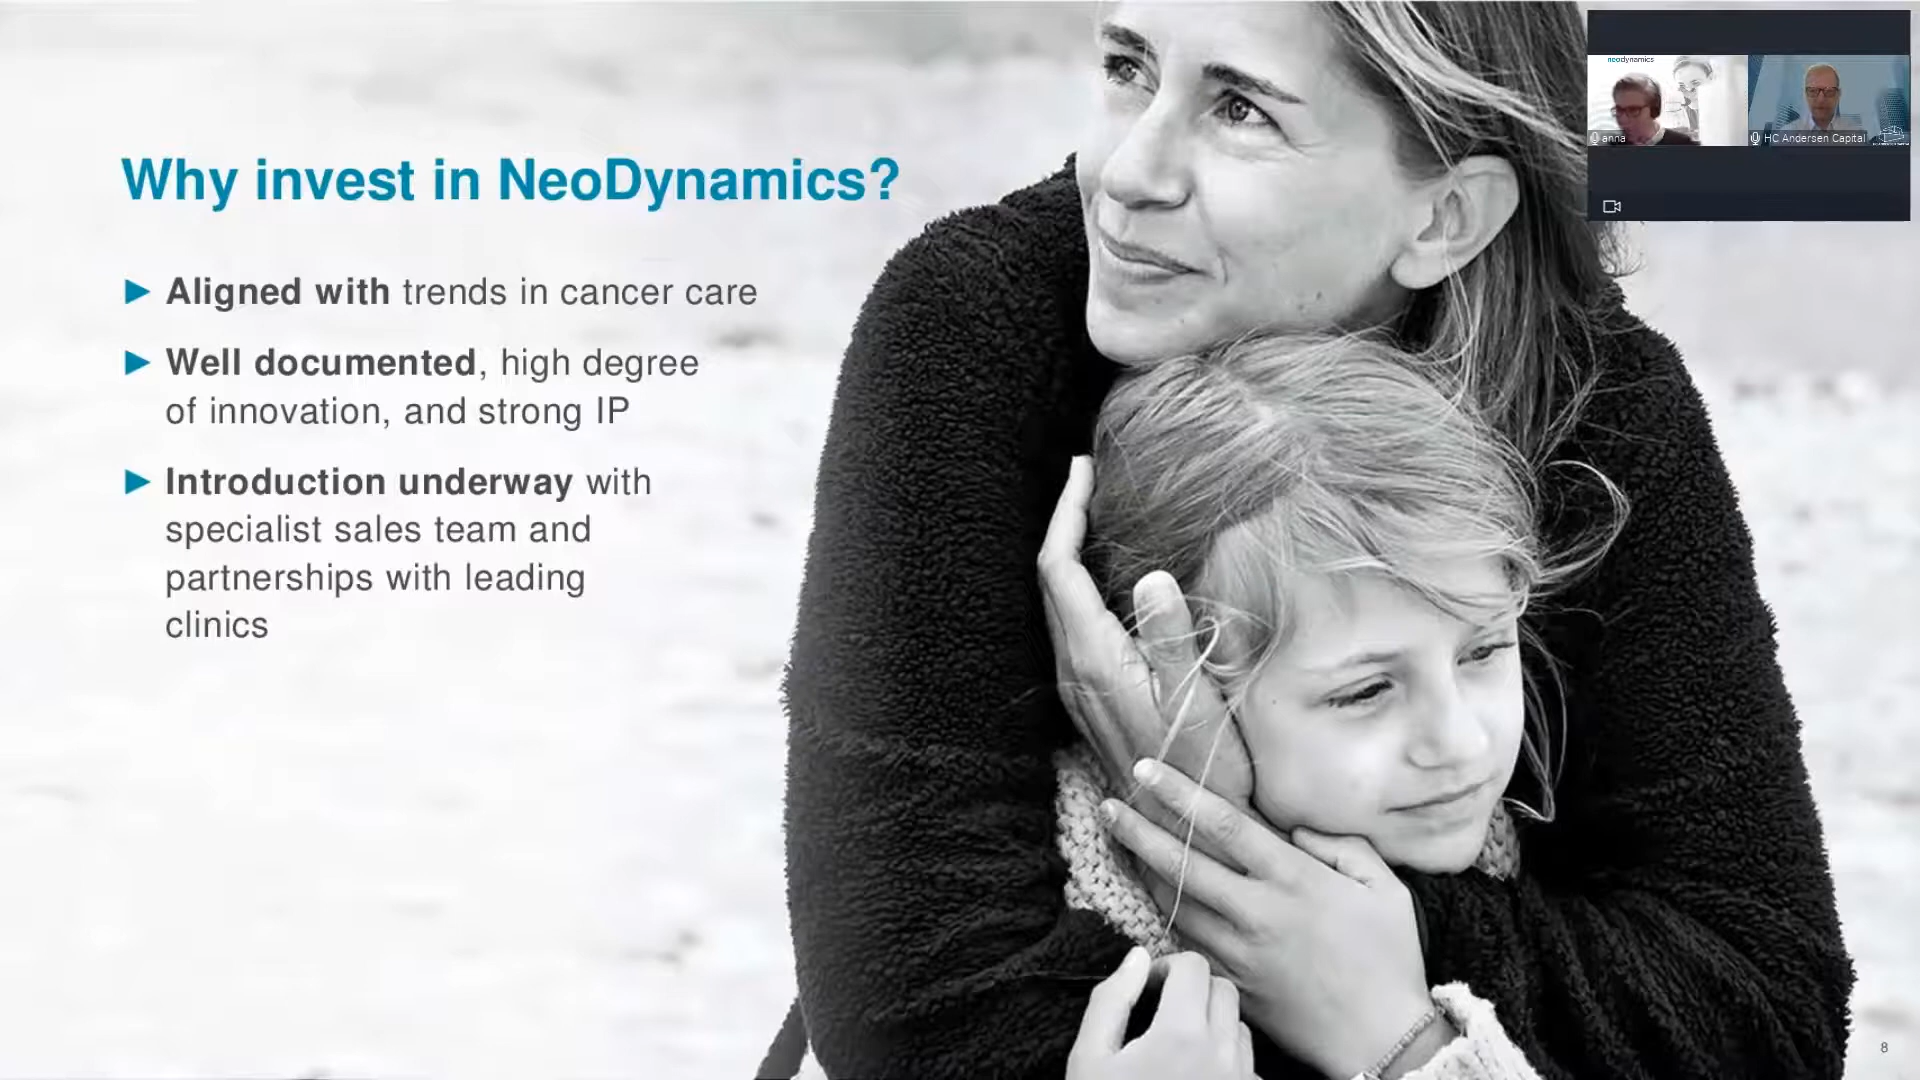 Why invest in NeoDynamics?
Aligned with trends in cancer care
Well documented, high degree
of innovation, and strong IP
Introduction underway with
specialist sales team and
partnerships with leading
clinics
neodynamics
anna
HC Andersen Capital
8